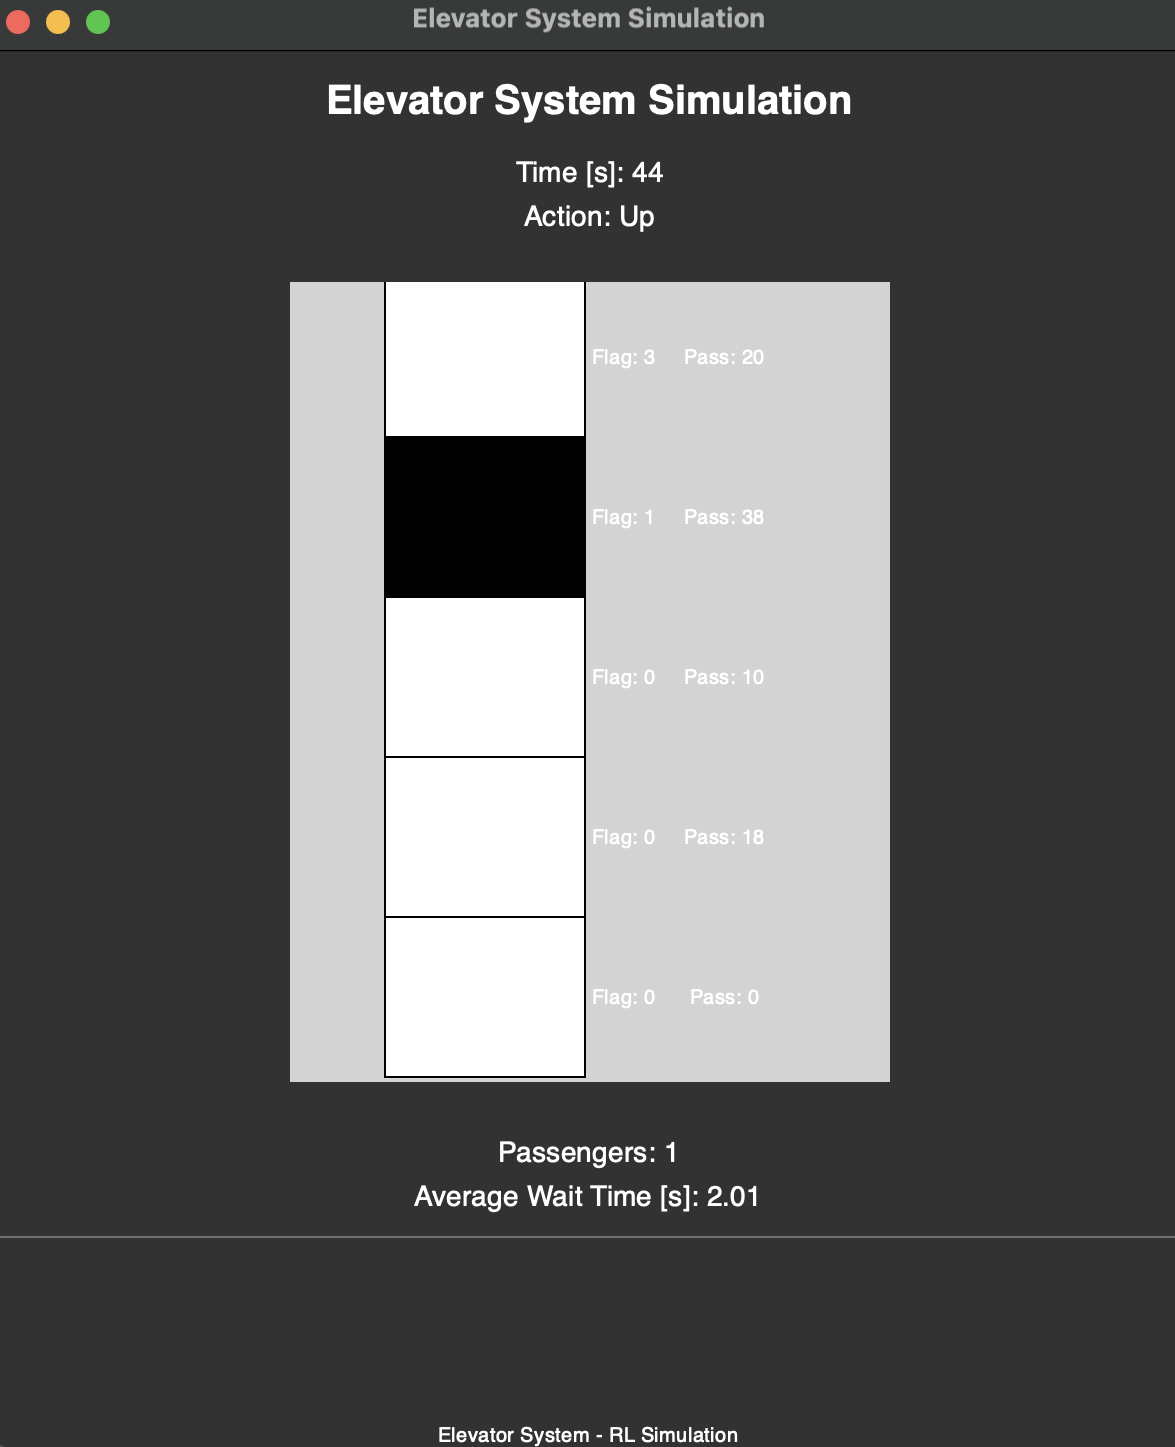 Elevator System Simulation
Elevator System Simulation
Time [s]: 44
Action: Up
Flag: 3 Pass: 20
Flag: 1 Pass: 38
Flag: 0 Pass: 10
Flag: 0 Pass: 18
Flag: 0 Pass: 0
Passengers: 1
Average Wait Time [s]: 2.01
Elevator System - RL Simulation